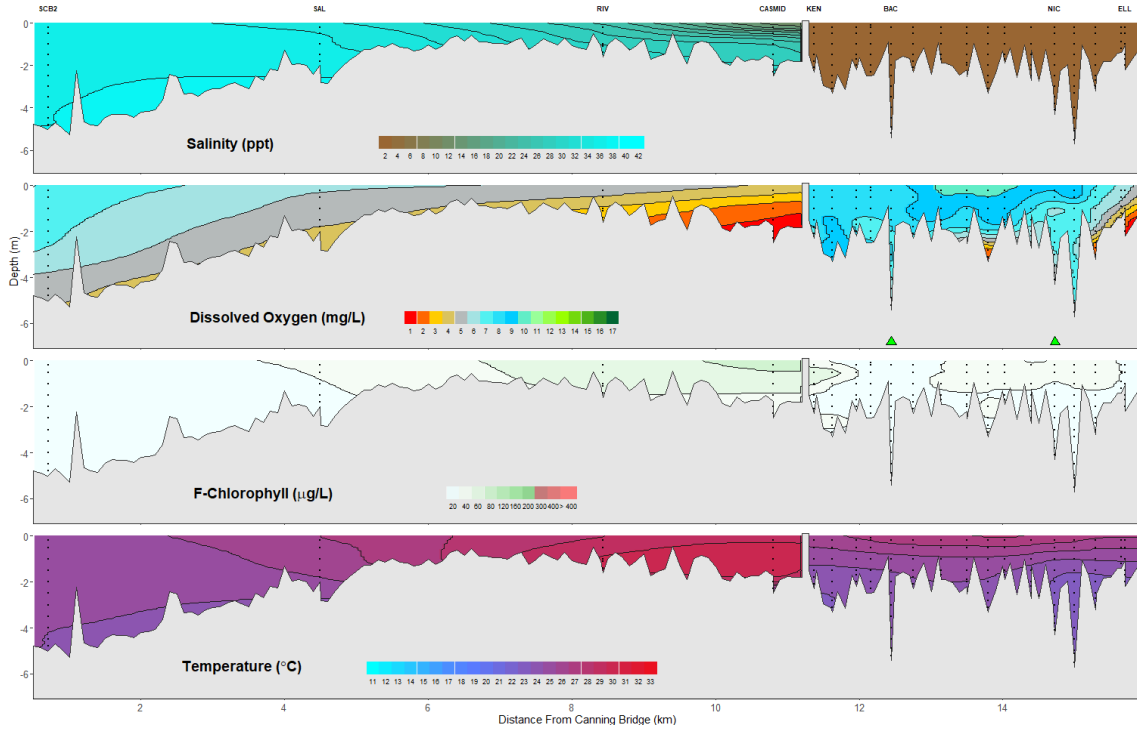 SCB2 SAL RIV CASMID KEN BAC NIC ELL
0
-2
-4
-6
Salinity (ppt)
2 4 6 8 10 12 14 16 17 18 20 22 24 26 28 30 32 34 36 38 40 42
0
-2
-4
-6
Depth (m)
Dissolved Oxygen (mg/L)
1 2 3 4 5 6 7 8 9 10 11 12 13 14 15 16 17
0
-2
-4
-6
F-Chlorophyll (μg/L)
20 40 60 80 120 160 200 300 400 > 400
0
-2
-4
-6
Temperature (°C)
11 12 13 14 15 16 17 18 19 20 21 22 23 24 25 26 27 28 29 30 31 32 33
2 4 6 8 10 12 14
Distance From Canning Bridge (km)